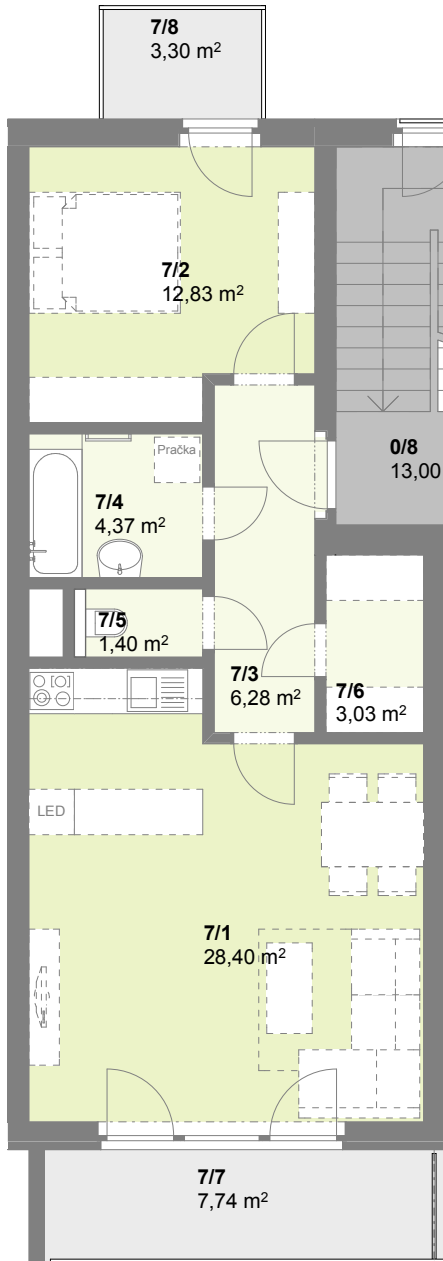 7/8
3,30 m²
7/2
12,83 m²
0/8
13,00
Pračka
7/4
4,37 m²
7/5
1,40 m²
7/3
6,28 m²
7/6
3,03 m²
LED
7/1
28,40 m²
7/7
7,74 m²